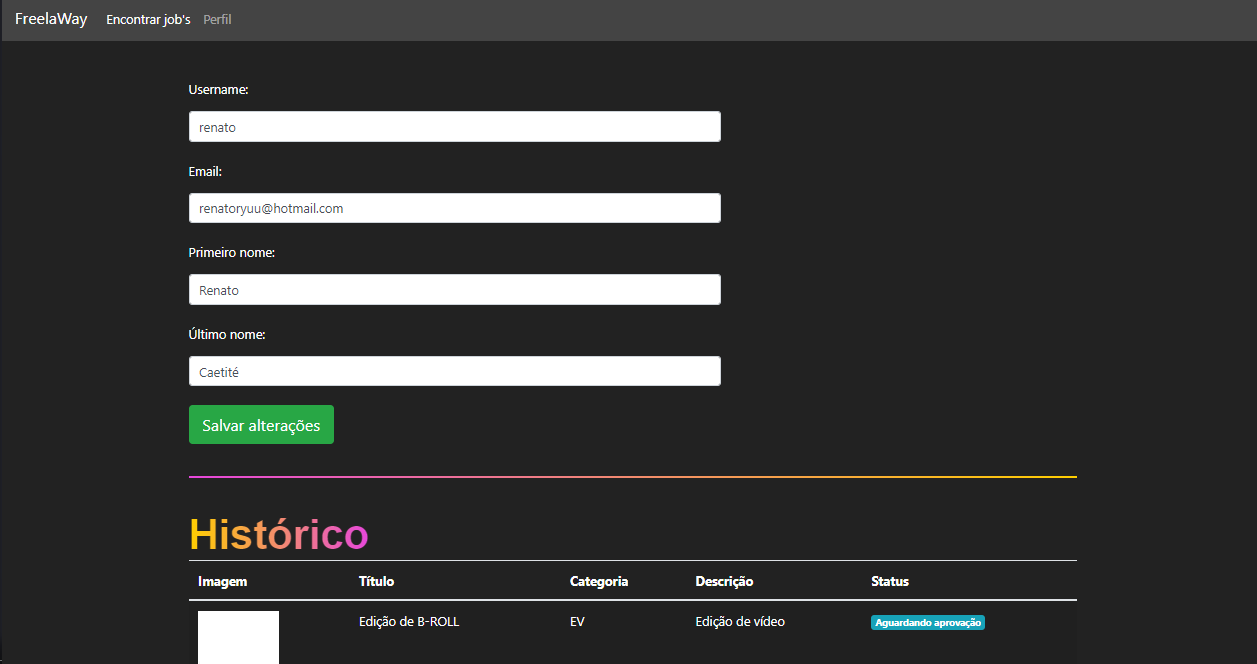 FreelaWay Encontrar job's Perfil
Username:
renato
Email:
renatoryuu@hotmail.com
Primeiro nome:
Renato
Último nome:
Caetité
Salvar alterações
Histórico
Imagem Título Categoria Descrição Status
Edição de B-ROLL EV Edição de vídeo Aguardando aprovação